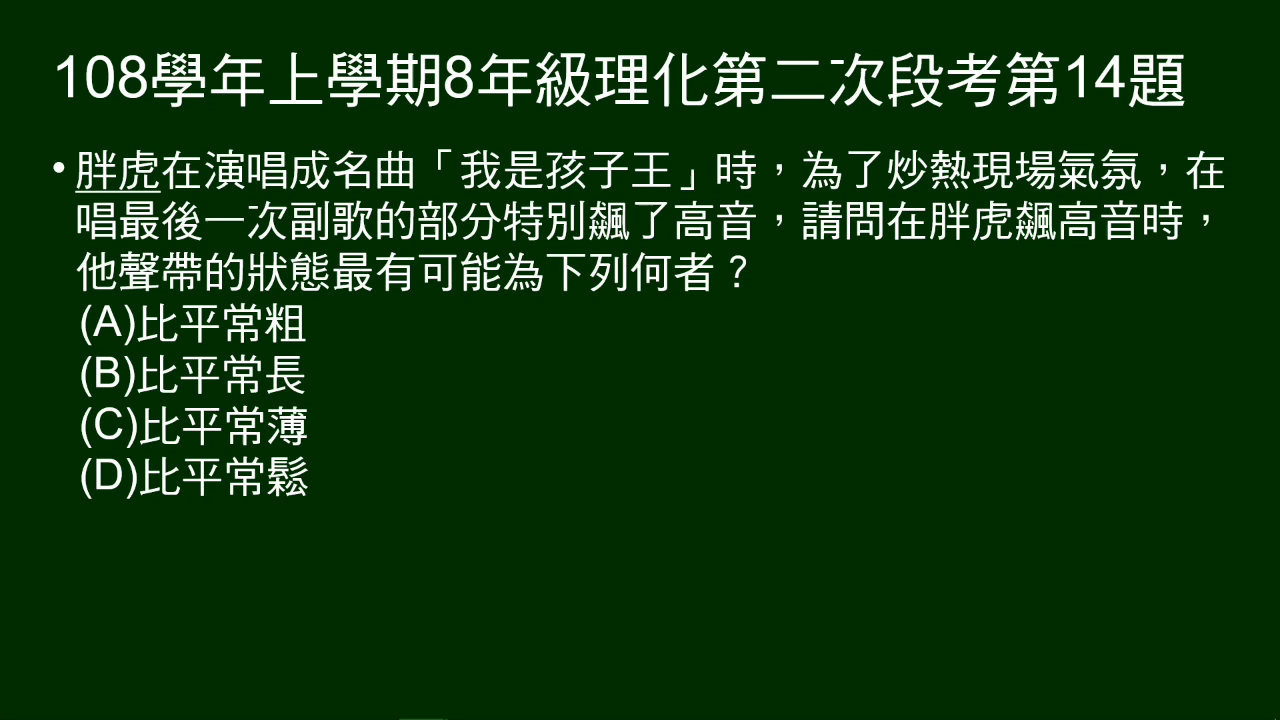 108學年上學期8年級理化第二次段考第14題
•胖虎在演唱成名曲「我是孩子王」時，為了炒熱現場氣氛，在
唱最後一次副歌的部分特別飆了高音，請問在胖虎飆高音時，
他聲帶的狀態最有可能為下列何者？
(A)比平常粗
(B)比平常長
(C)比平常薄
(D)比平常鬆